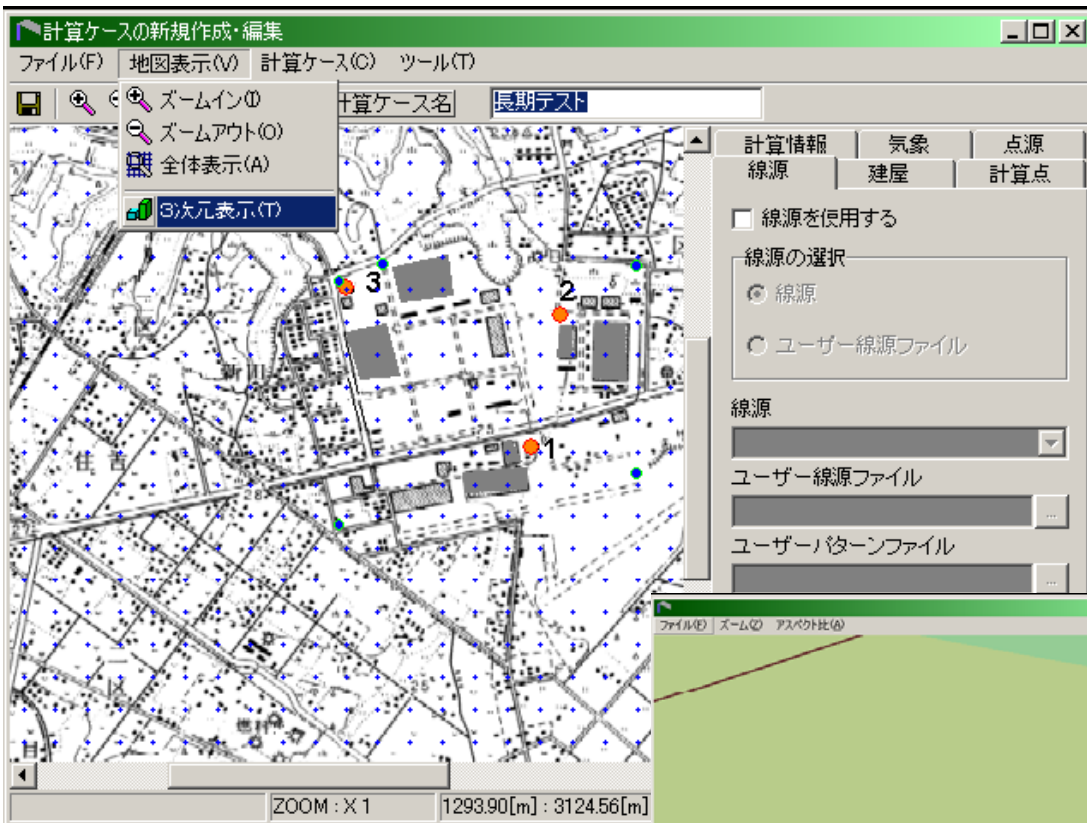 計算ケースの新規作成・編集
ファイル(F) 地図表示(V) 計算ケース(C) ツール(T)
ズームイン(I)
計算ケース名 長期テスト
ズームアウト(O)
全体表示(A)
3次元表示(T)
計算情報 気象 点源
線源 建屋 計算点
線源を使用する
線源の選択
線源
ユーザー線源ファイル
線源
ユーザー線源ファイル
...
ユーザーパターンファイル
...
3
2
1
新田
区
住吉
区
ファイル(F) ズーム(Z) アスペクト比(A)
ZOOM : X 1 1293.90[m] : 3124.56[m]